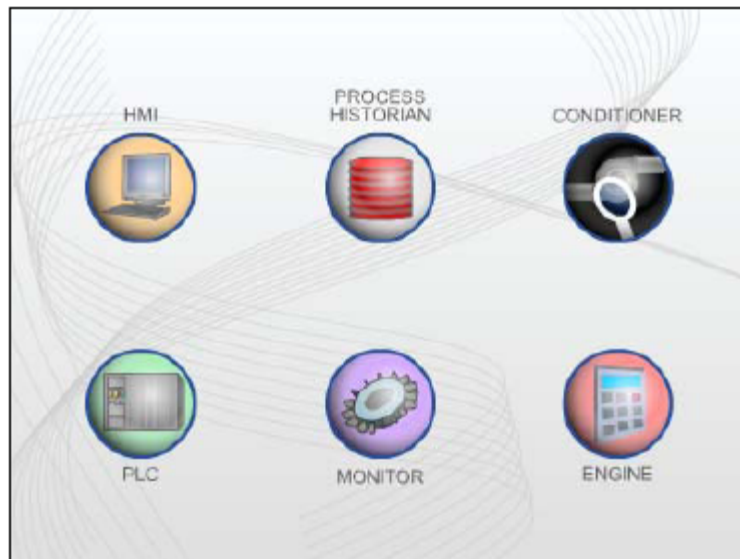 HMI
PROCESS
HISTORIAN
CONDITIONER
PLC
MONITOR
ENGINE